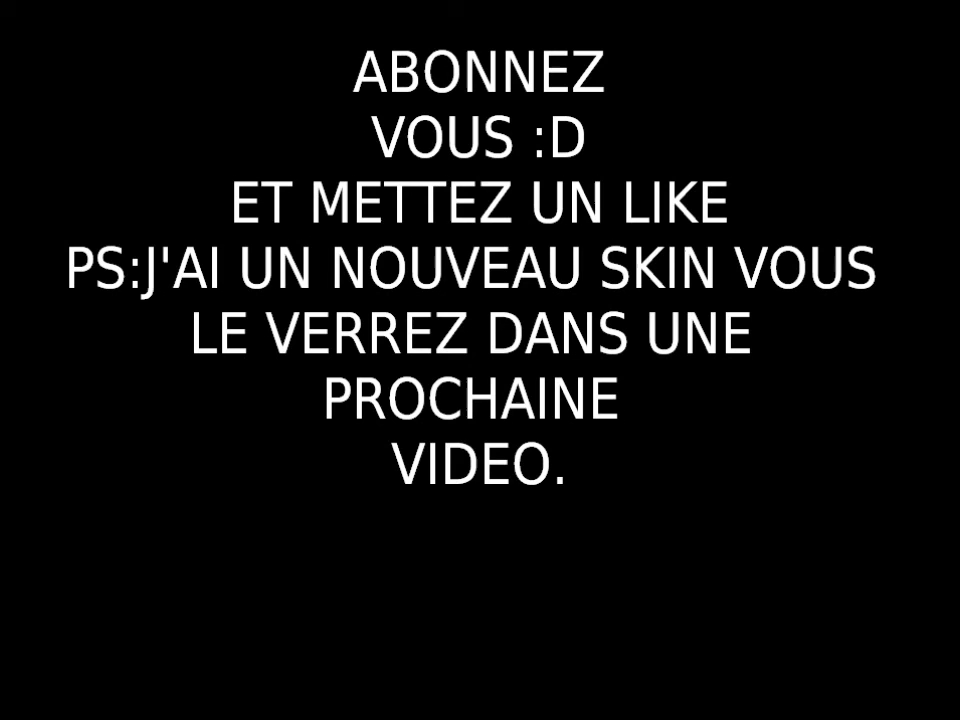 ABONNEZ
VOUS :D
ET METTEZ UN LIKE
PS:J'AI UN NOUVEAU SKIN VOUS
LE VERREZ DANS UNE
PROCHAINE
VIDEO.